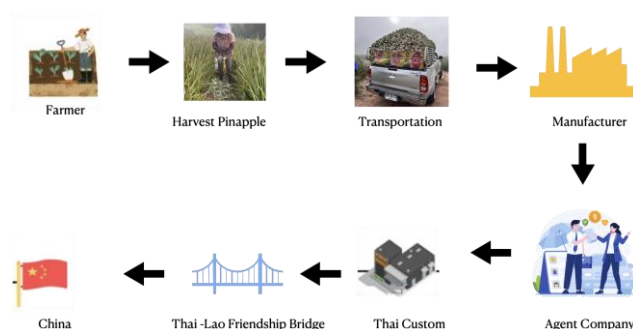 Farmer
Harvest Pinapple
Transportation
Manufacturer
China
Thai -Lao Friendship Bridge
Thai Custom
Agent Company